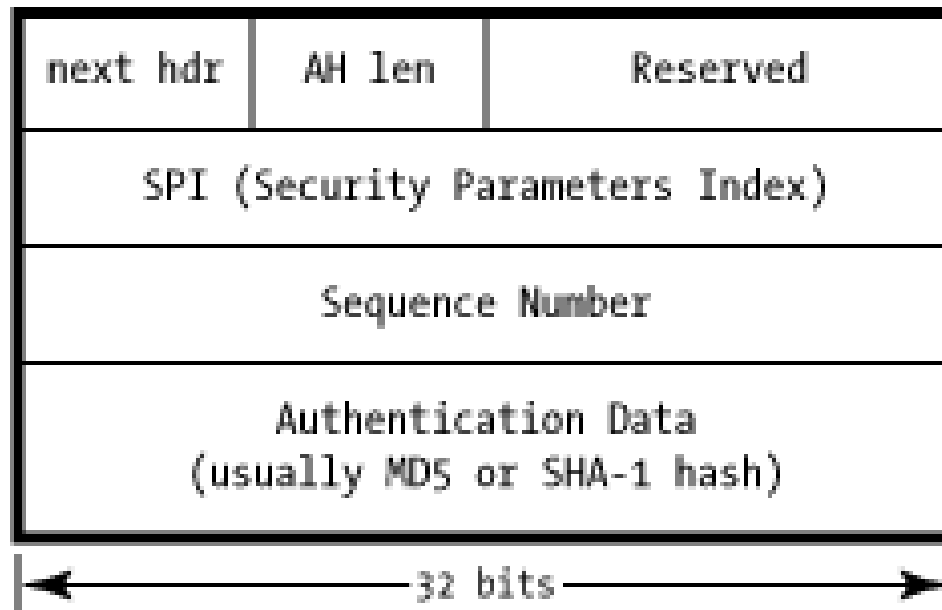 next hdr AH len Reserved
SPI (Security Parameters Index)
Sequence Number
Authentication Data
(usually MD5 or SHA-1 hash)
32 bits